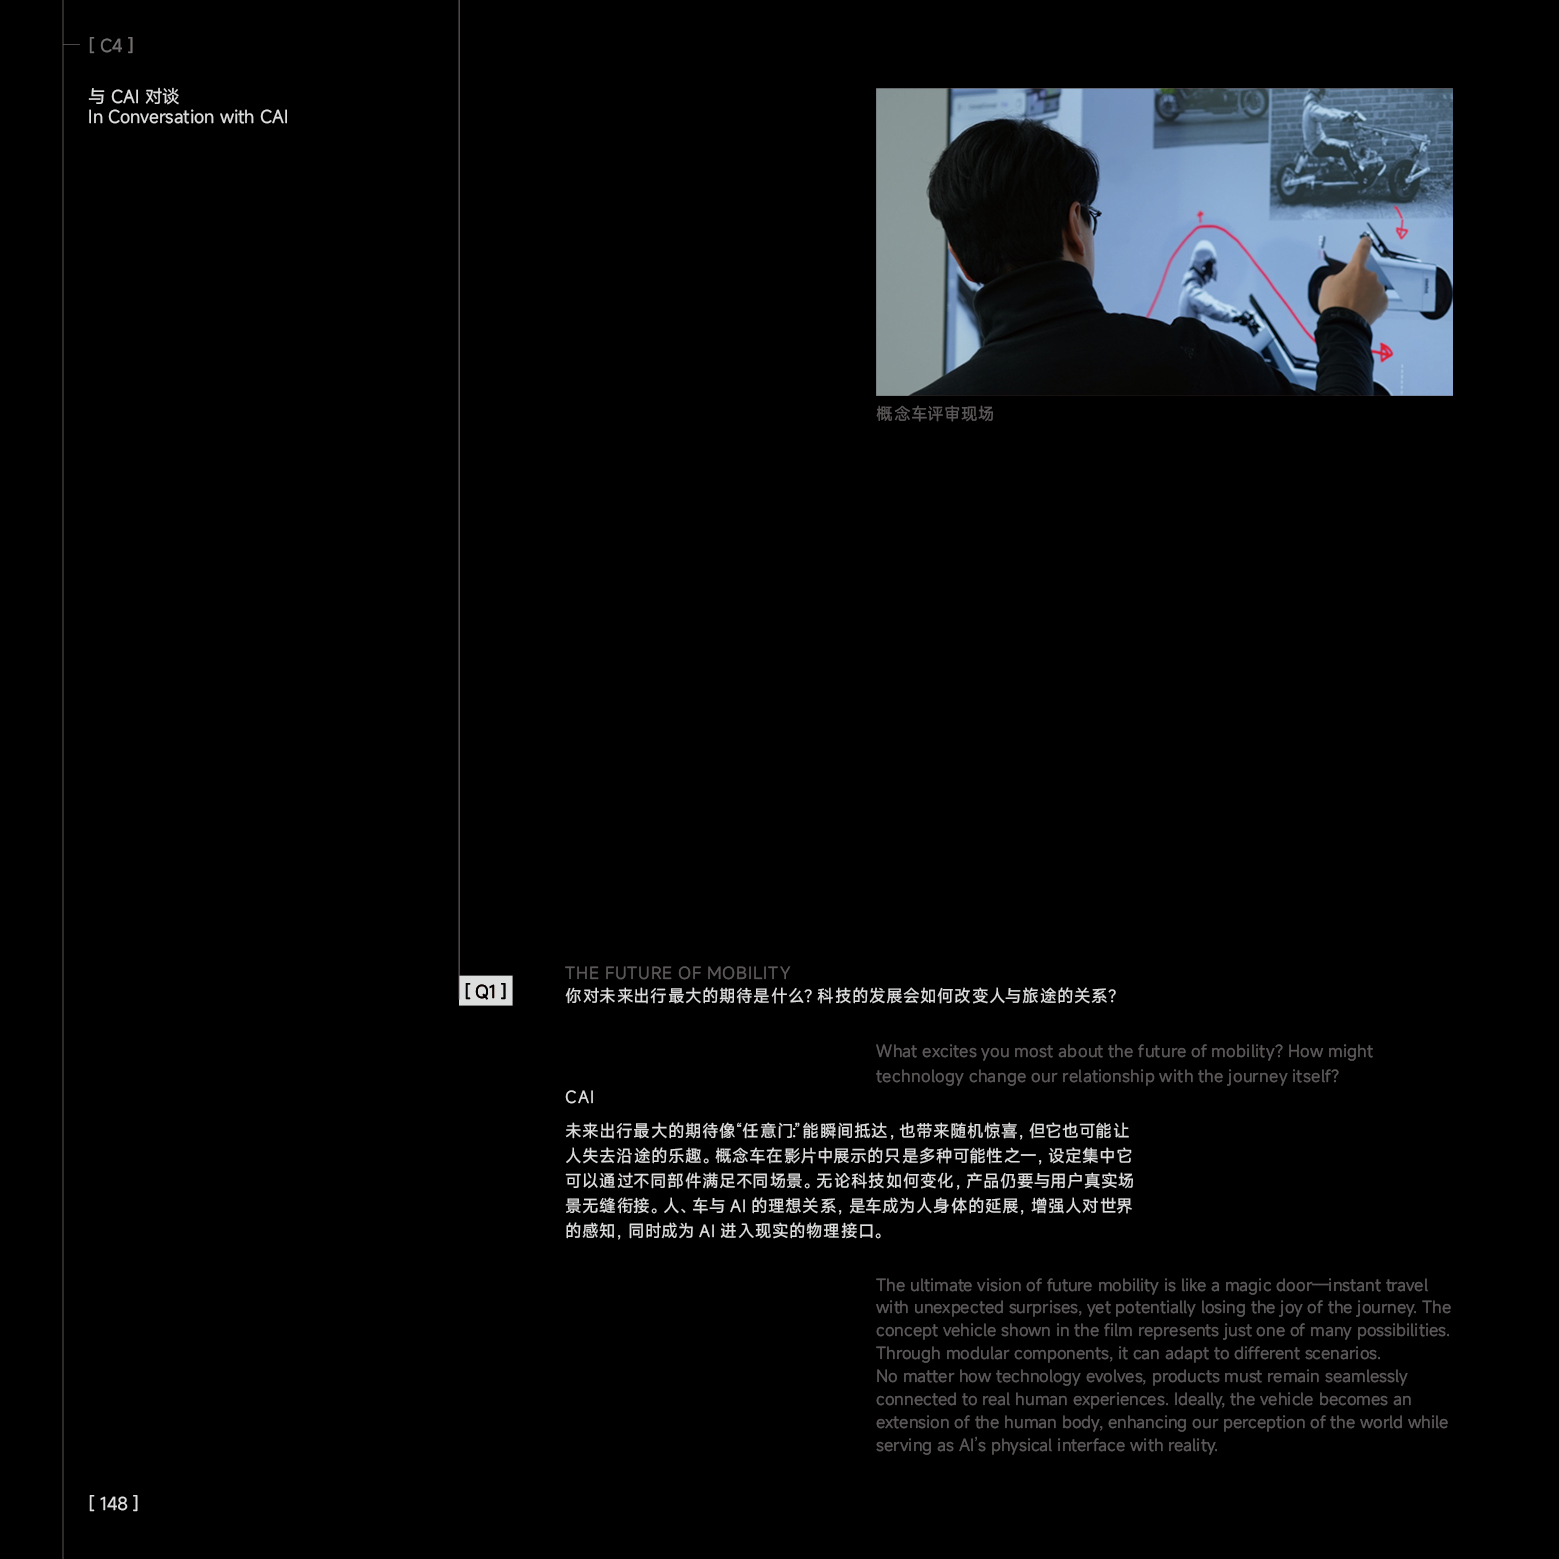 [ C4 ]
与 CAI 对谈
In Conversation with CAI
概念车评审现场
[ Q1 ]
THE FUTURE OF MOBILITY
你对未来出行最大的期待是什么? 科技的发展会如何改变人与旅途的关系?
What excites you most about the future of mobility? How might
technology change our relationship with the journey itself?
CAI
未来出行最大的期待像“任意门:”能瞬间抵达, 也带来随机惊喜, 但它也可能让
人失去沿途的乐趣。概念车在影片中展示的只是多种可能性之一, 设定集中它
可以通过不同部件满足不同场景。无论科技如何变化, 产品仍要与用户真实场
景无缝衔接。人、车与 AI 的理想关系, 是车成为人身体的延展, 增强人对世界
的感知, 同时成为 AI 进入现实的物理接口。
The ultimate vision of future mobility is like a magic door—instant travel
with unexpected surprises, yet potentially losing the joy of the journey. The
concept vehicle shown in the film represents just one of many possibilities.
Through modular components, it can adapt to different scenarios.
No matter how technology evolves, products must remain seamlessly
connected to real human experiences. Ideally, the vehicle becomes an
extension of the human body, enhancing our perception of the world while
serving as AI’s physical interface with reality.
[ 148 ]